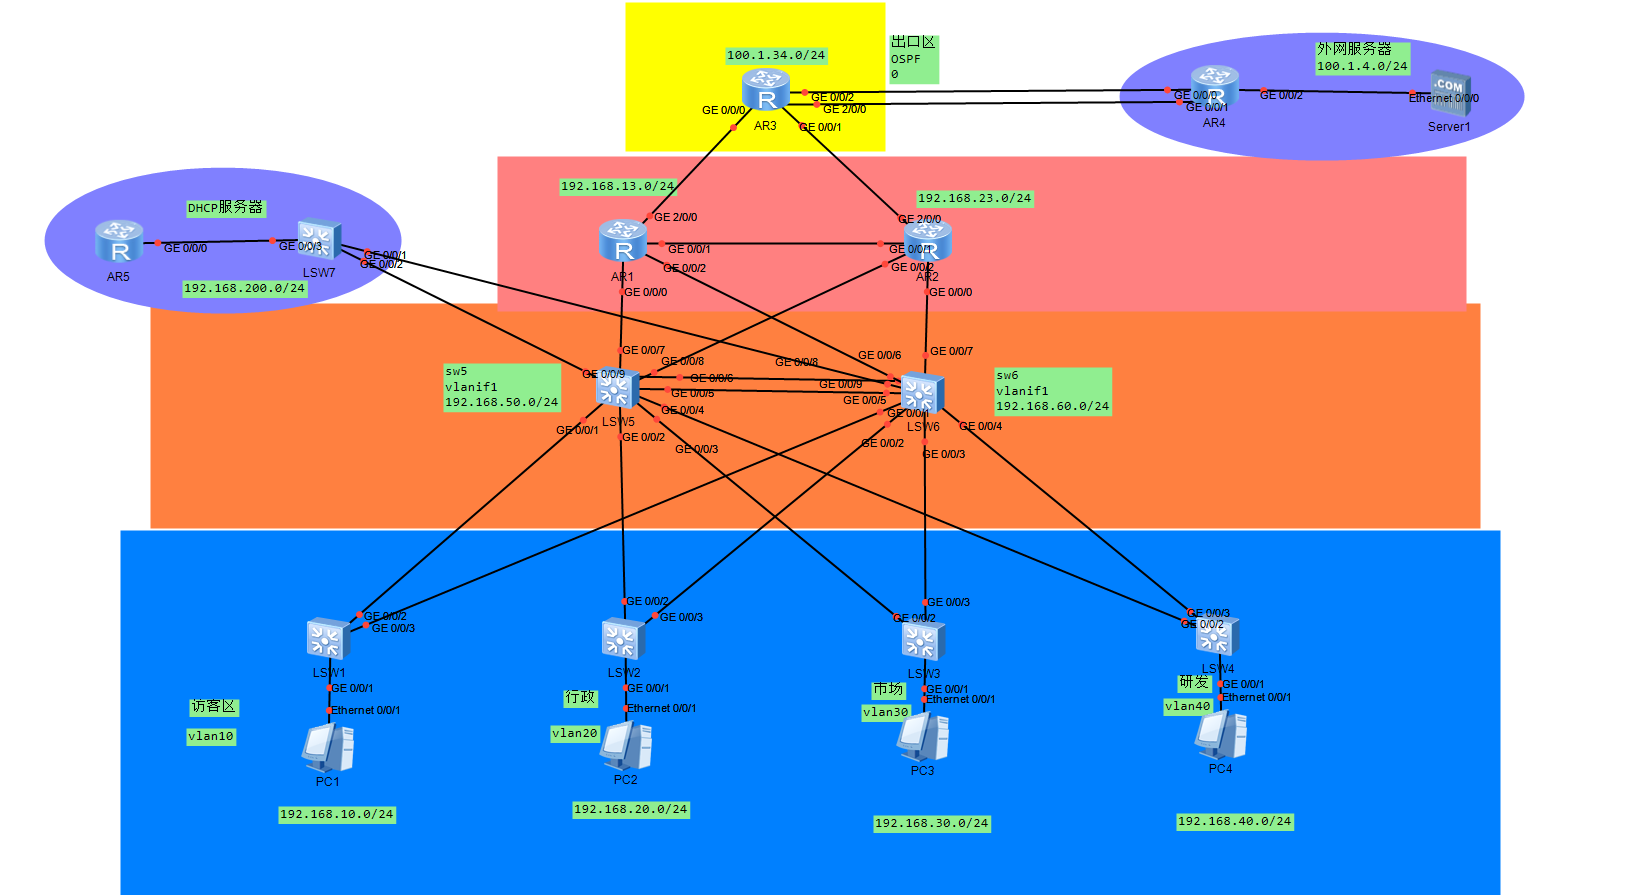 100.1.34.0/24
出口区
OSPF
0
外网服务器
100.1.4.0/24
.COM
R
R
GE 0/0/0
GE 0/0/2
GE 2/0/0
GE 0/0/1
AR3
GE 0/0/0
GE 0/0/1
GE 0/0/2
AR4
Ethernet 0/0/0
Server1
192.168.13.0/24
192.168.23.0/24
DHCP服务器
R
GE 0/0/0
AR5
GE 0/0/3
GE 0/0/1
GE 0/0/2
LSW7
192.168.200.0/24
GE 2/0/0
R
GE 0/0/1
GE 0/0/2
AR1
GE 0/0/0
GE 2/0/0
R
GE 0/0/1
GE 0/0/2
AR2
GE 0/0/0
sw5
vlanif1
192.168.50.0/24
GE 0/0/7
GE 0/0/8
GE 0/0/9
GE 0/0/6
GE 0/0/5
GE 0/0/4
LSW5
GE 0/0/1
GE 0/0/2
GE 0/0/3
GE 0/0/8
GE 0/0/6
GE 0/0/7
GE 0/0/9
GE 0/0/5
GE 0/0/1
LSW6
GE 0/0/4
GE 0/0/2
GE 0/0/3
sw6
vlanif1
192.168.60.0/24
GE 0/0/2
GE 0/0/3
LSW1
GE 0/0/1
Ethernet 0/0/1
访客区
vlan10
PC1
192.168.10.0/24
GE 0/0/2
GE 0/0/3
LSW2
GE 0/0/1
Ethernet 0/0/1
行政
vlan20
PC2
192.168.20.0/24
GE 0/0/3
GE 0/0/2
LSW3
GE 0/0/1
Ethernet 0/0/1
市场
vlan30
PC3
192.168.30.0/24
GE 0/0/3
GE 0/0/2
LSW4
GE 0/0/1
Ethernet 0/0/1
研发
vlan40
PC4
192.168.40.0/24